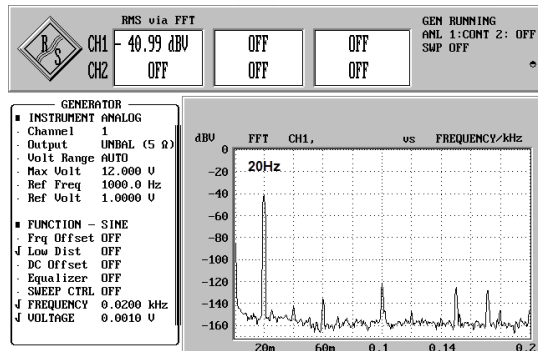 R&S
RMS via FFT
CH1 - 40.99 dBV OFF OFF
CH2 OFF OFF OFF
GEN RUNNING
ANL 1:CONT 2: OFF
SWP OFF
GENERATOR
INSTRUMENT ANALOG
Channel 1
Output UNBAL (5 Ω)
Volt Range AUTO
Max Volt 12.000 V
Ref Freq 1000.0 Hz
Ref Volt 1.0000 V
FUNCTION - SINE
Frq Offset OFF
Low Dist OFF
DC Offset OFF
Equalizer OFF
SWEEP CTRL OFF
FREQUENCY 0.0200 kHz
VOLTAGE 0.0010 V
dBV FFT CH1, vs FREQUENCY/kHz
20Hz
0
-20
-40
-60
-80
-100
-120
-140
-160
20m 60m 0.1 0.14 0.2